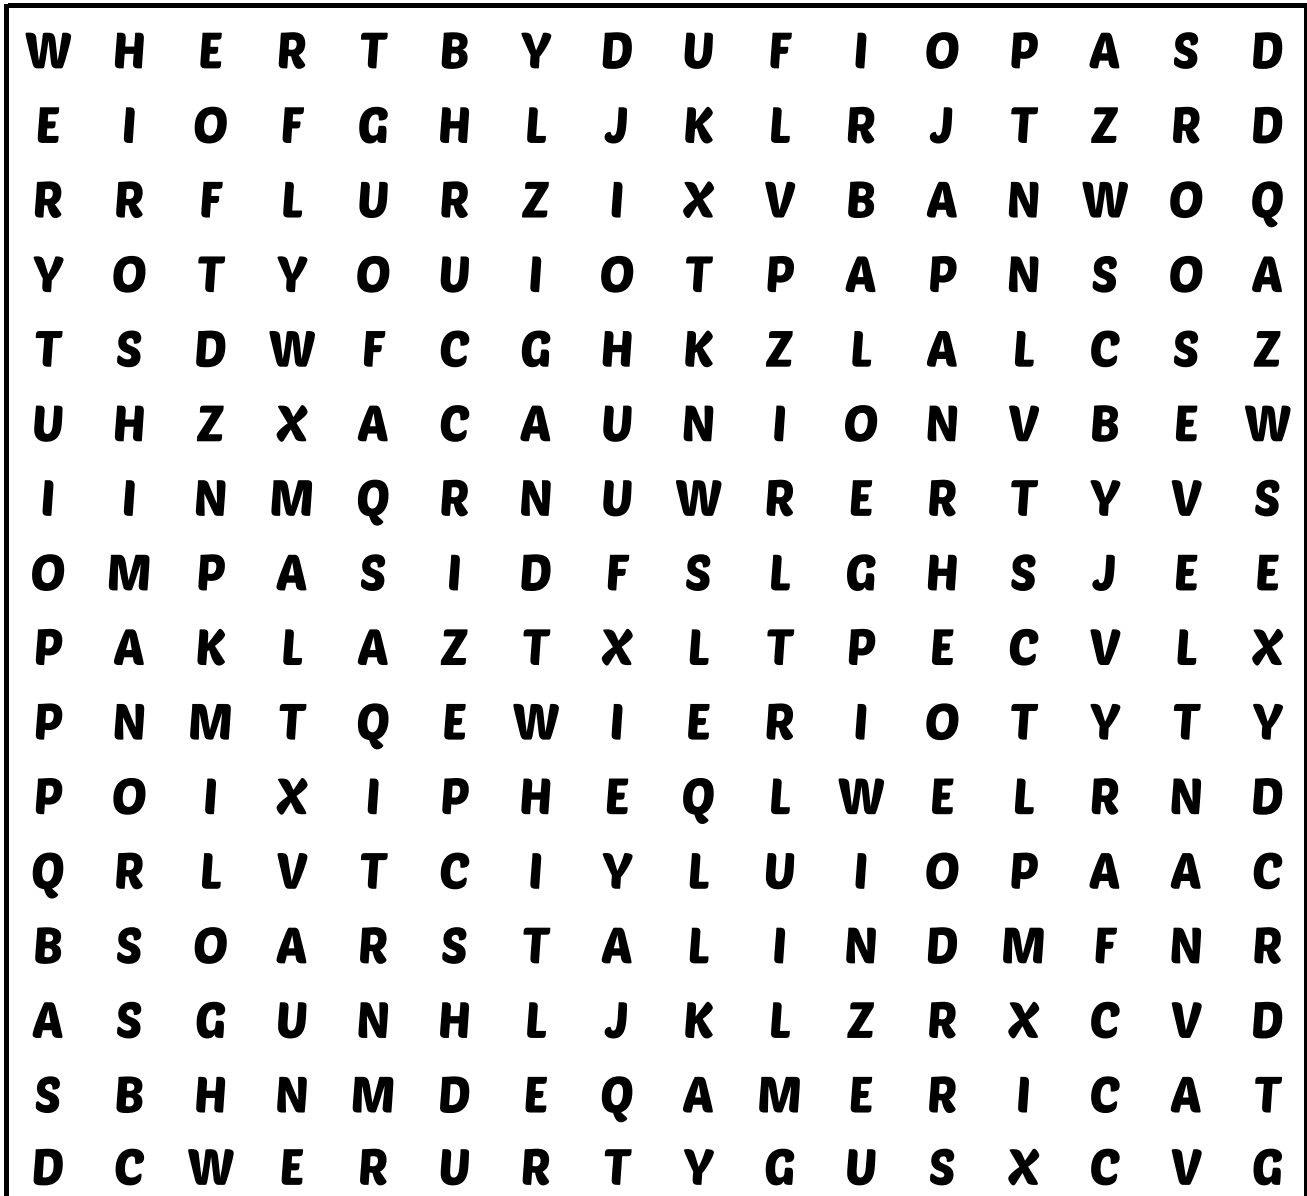 W H E R T B Y D U F I O P A S D
E I O F G H L J K L R J T Z R D
R R F L U R Z I X V B A N W O Q
Y O T Y O U I O T P A P N S O A
T S D W F C G H K Z L A L C S Z
U H Z X A C A U N I O N V B E W
I I N M Q R N U W R E R T Y V S
O M P A S I D F S L G H S J E E
P A K L A Z T X L T P E C V L X
P N M T Q E W I E R I O T Y T Y
P O I X I P H E Q L W E L R N D
Q R L V T C I Y L U I O P A A C
B S O A R S T A L I N D M F N R
A S G U N H L J K L Z R X C V D
S B H N M D E Q A M E R I C A T
D C W E R U R T Y G U S X C V G